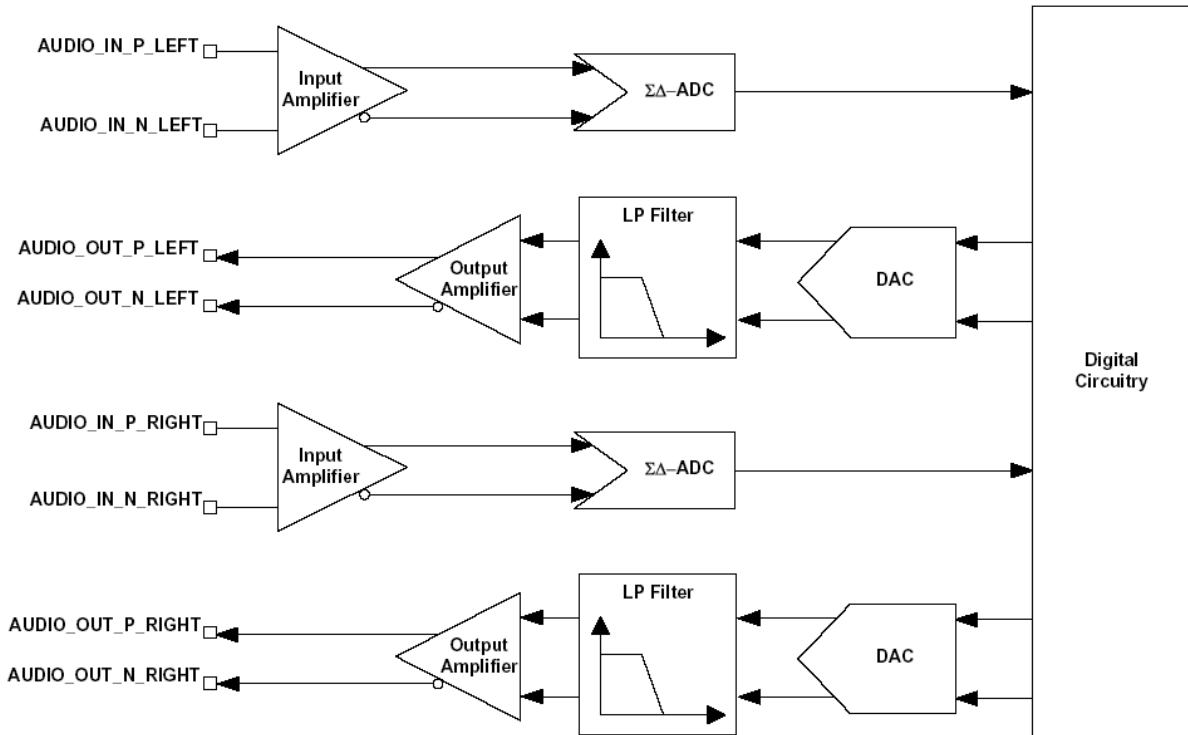 AUDIO_IN_P_LEFT
Input
Amplifier
ΣΔ–ADC
AUDIO_IN_N_LEFT
LP Filter
AUDIO_OUT_P_LEFT
Output
Amplifier
DAC
AUDIO_OUT_N_LEFT
Digital
Circuitry
AUDIO_IN_P_RIGHT
Input
Amplifier
ΣΔ–ADC
AUDIO_IN_N_RIGHT
LP Filter
AUDIO_OUT_P_RIGHT
Output
Amplifier
DAC
AUDIO_OUT_N_RIGHT